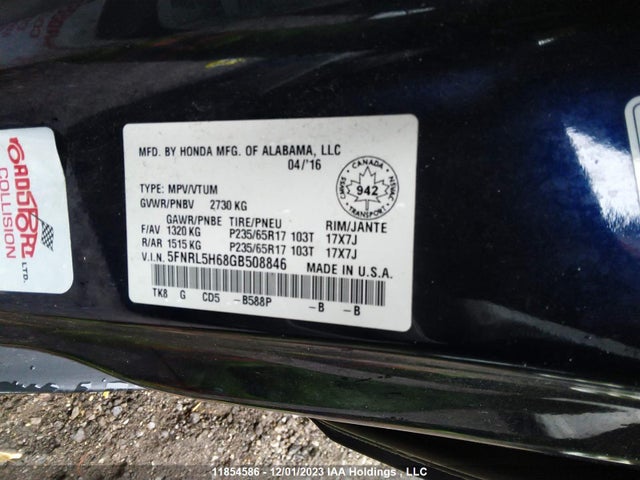 MFD. BY HONDA MFG. OF ALABAMA, LLC
04/'16
TYPE: MPV/VTUM
GVWR/PNBV 2730 KG
GAWR/PNBE TIRE/PNEU RIM/JANTE
F/AV 1320 KG P235/65R17 103T 17X7J
R/AR 1515 KG P235/65R17 103T 17X7J
V.I.N. 5FNRL5H68GB508846 MADE IN U.S.A.
TK8 G CD5 -B588P -B -B
CANADA
942
TRANSPORT
COLLISION
LTD.
11854586 - 12/01/2023 IAA Holdings , LLC